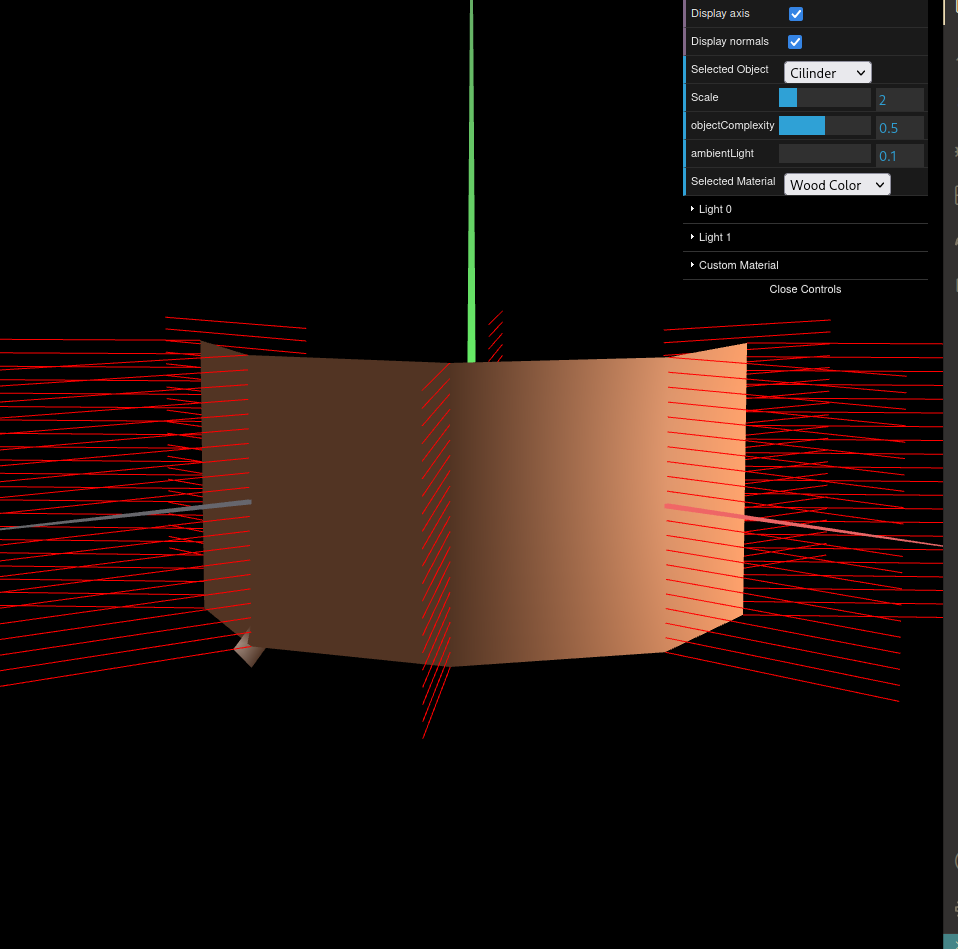 Display axis
Display normals
Selected Object Cilinder
Scale 2
objectComplexity 0.5
ambientLight 0.1
Selected Material Wood Color
Light 0
Light 1
Custom Material
Close Controls